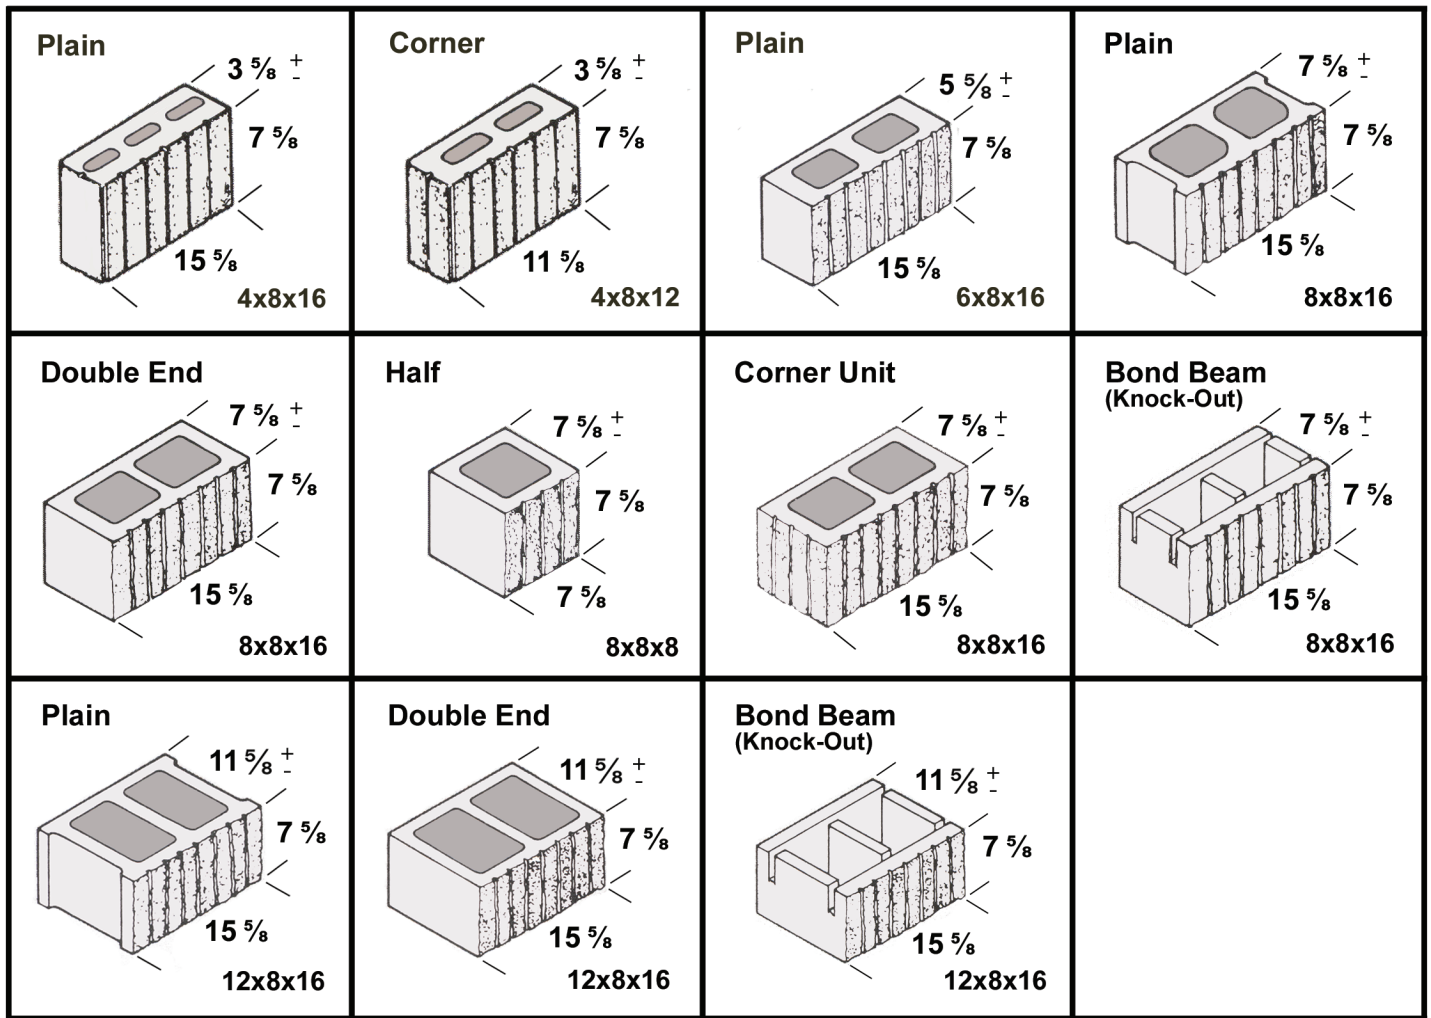 Plain
3 ⅝ +
-
7 ⅝
15 ⅝
4x8x16
Corner
3 ⅝ +
-
7 ⅝
11 ⅝
4x8x12
Plain
5 ⅝ +
-
7 ⅝
15 ⅝
6x8x16
Plain
7 ⅝ +
-
7 ⅝
15 ⅝
8x8x16
Double End
7 ⅝ +
-
7 ⅝
15 ⅝
8x8x16
Half
7 ⅝ +
-
7 ⅝
7 ⅝
8x8x8
Corner Unit
7 ⅝ +
-
7 ⅝
15 ⅝
8x8x16
Bond Beam
(Knock-Out)
7 ⅝ +
-
7 ⅝
15 ⅝
8x8x16
Plain
11 ⅝ +
-
7 ⅝
15 ⅝
12x8x16
Double End
11 ⅝ +
-
7 ⅝
15 ⅝
12x8x16
Bond Beam
(Knock-Out)
11 ⅝ +
-
7 ⅝
15 ⅝
12x8x16